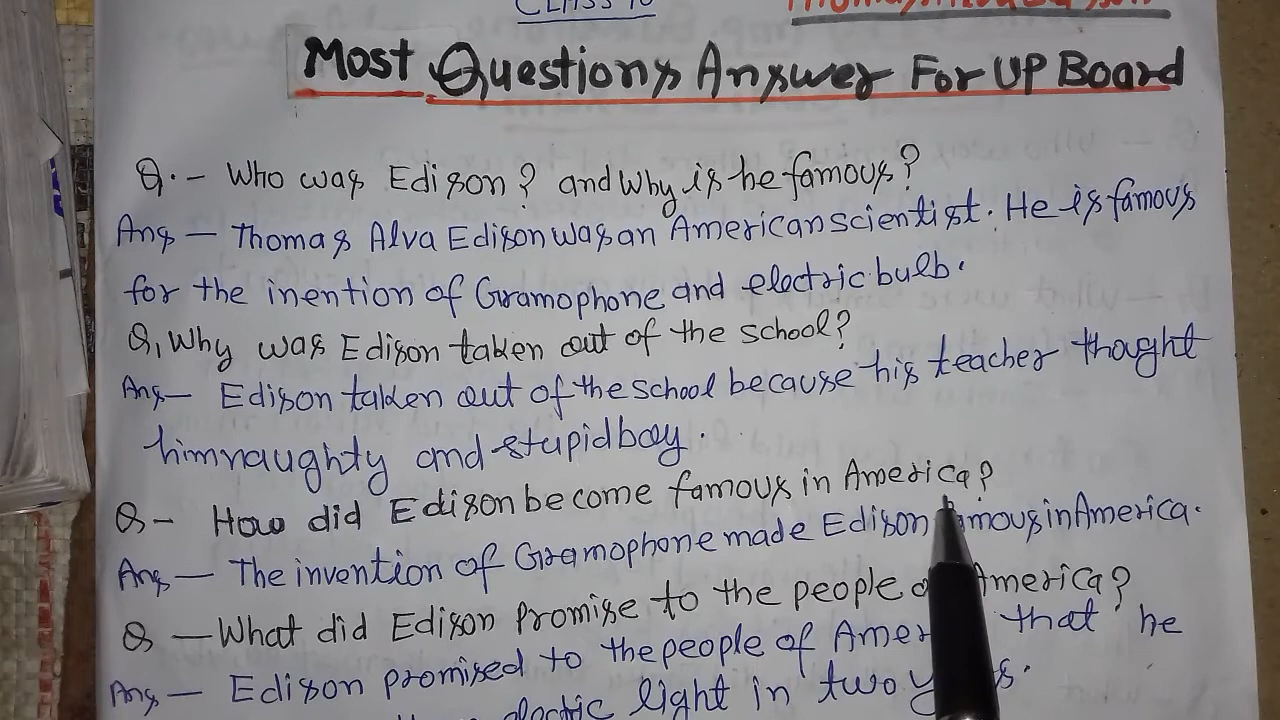 CLASS 10
Most Questions Answer For UP Board
Q.- Who was Edison? and Why is he famous?
Ans - Thomas Alva Edison was an American scientist. He is famous
for the inention of Gramophone and electric bulb.
Q, Why was Edison taken out of the school?
Ans- Edison taken out of the school because his teacher thought
him naughty and stupid boy.
Q- How did Edison become famous in America?
Ans- The invention of Gramophone made Edison famous in America.
Q - What did Edison Promise to the people of America?
Ans- Edison promised to the people of America that he
electric light in two years.